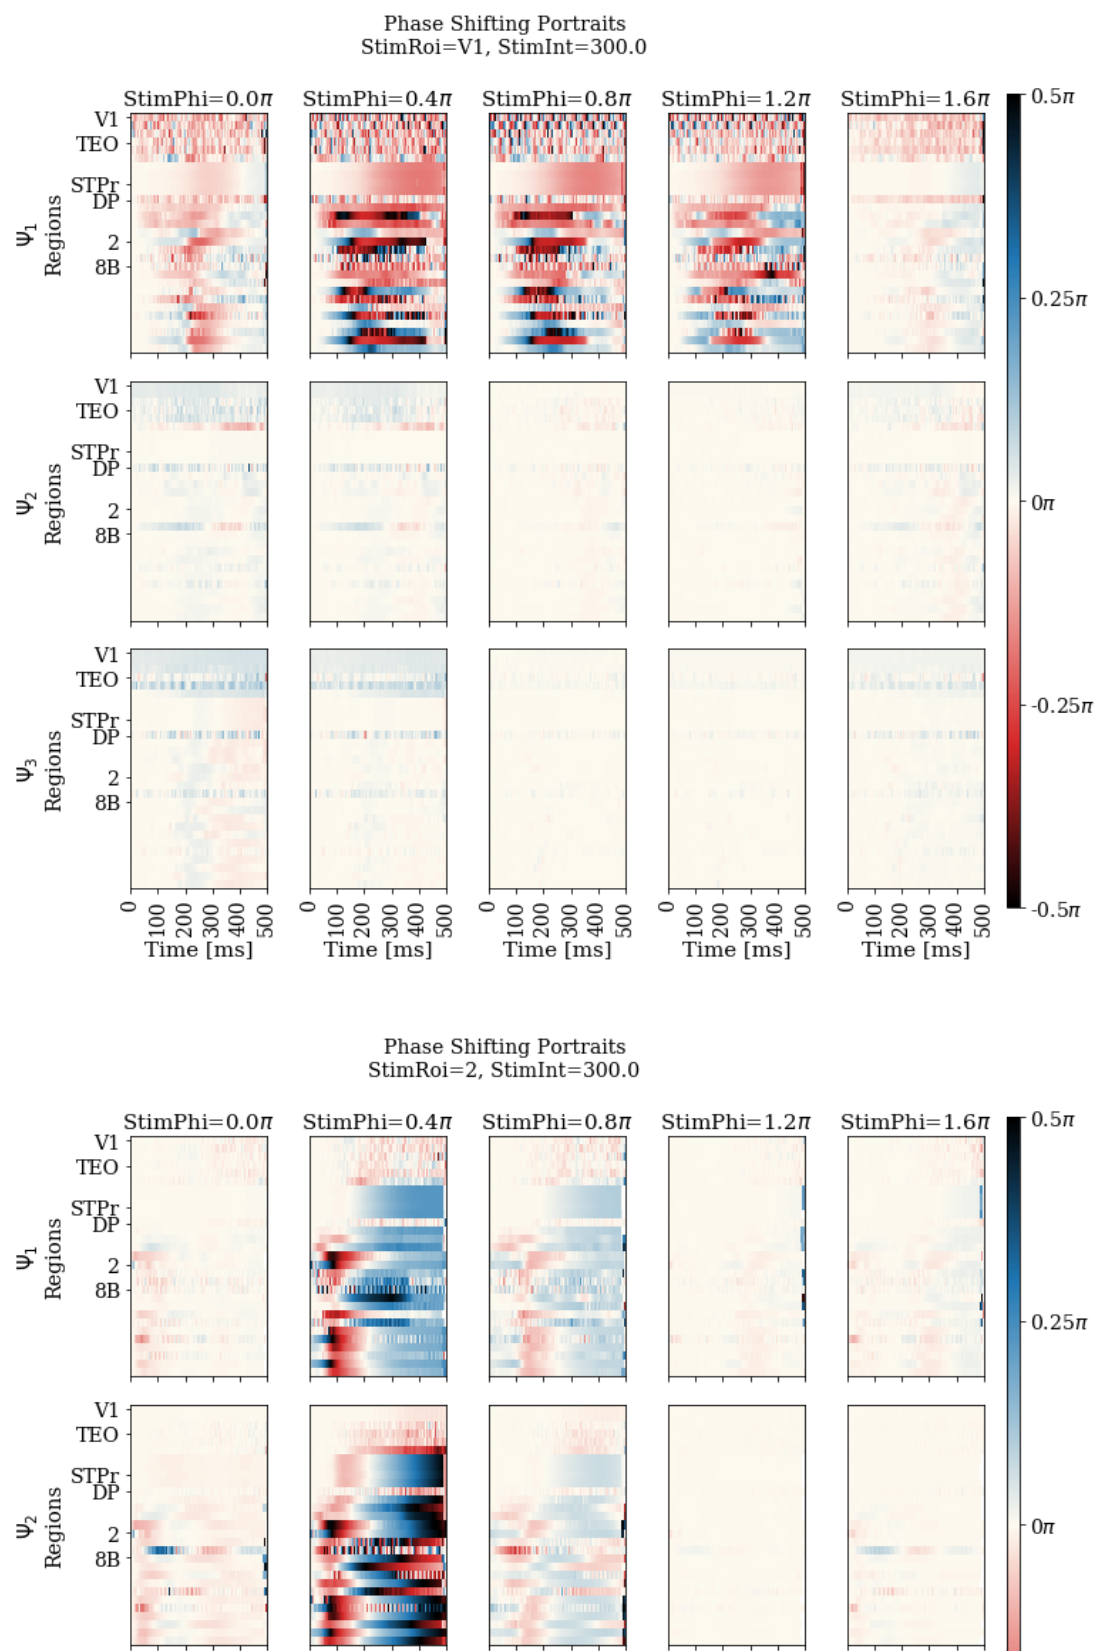 Phase Shifting Portraits
StimRoi=V1, StimInt=300.0
StimPhi=0.0π StimPhi=0.4π StimPhi=0.8π StimPhi=1.2π StimPhi=1.6π
V1
TEO
STPr
DP
2
8B
Ψ1
Regions
V1
TEO
STPr
DP
2
8B
Ψ2
Regions
V1
TEO
STPr
DP
2
8B
Ψ3
Regions
0 100 200 300 400 500 0 100 200 300 400 500 0 100 200 300 400 500 0 100 200 300 400 500 0 100 200 300 400 500
Time [ms] Time [ms] Time [ms] Time [ms] Time [ms]
0.5π
0.25π
0π
-0.25π
-0.5π
Phase Shifting Portraits
StimRoi=2, StimInt=300.0
StimPhi=0.0π StimPhi=0.4π StimPhi=0.8π StimPhi=1.2π StimPhi=1.6π
V1
TEO
STPr
DP
2
8B
Ψ1
Regions
V1
TEO
STPr
DP
2
8B
Ψ2
Regions
0.5π
0.25π
0π